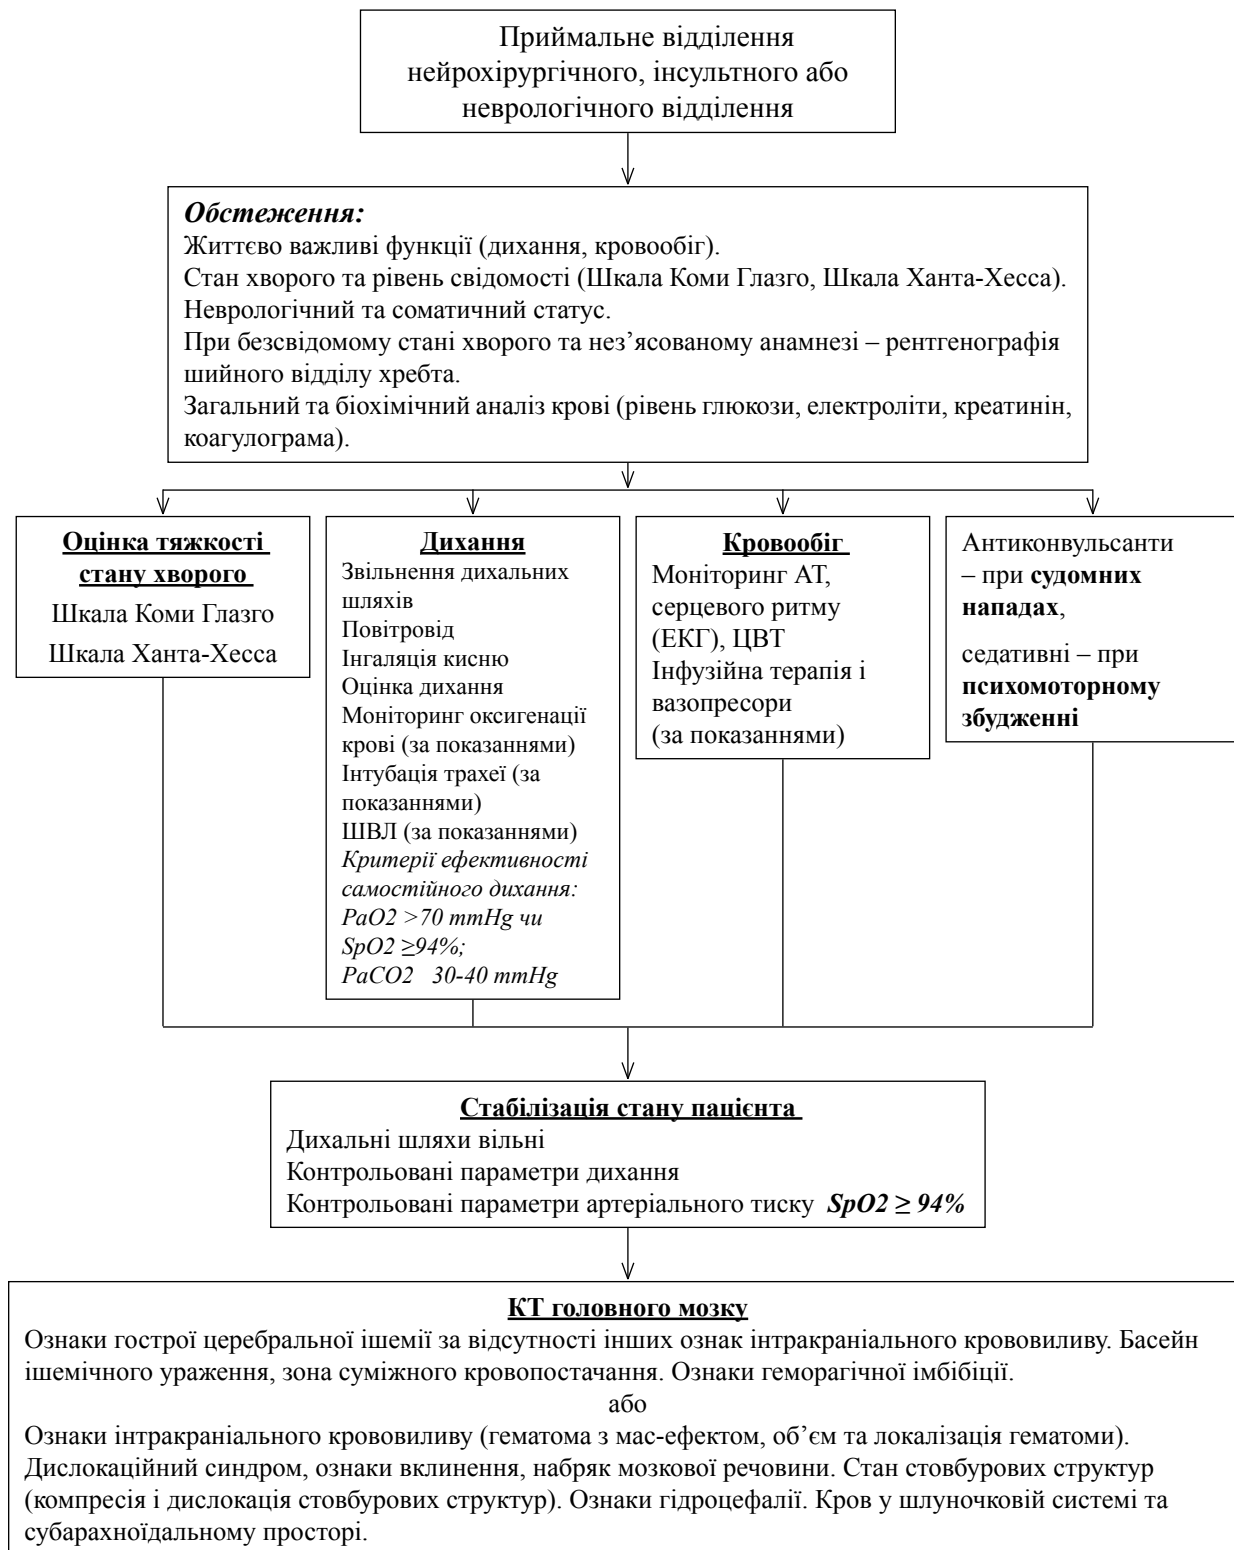 Приймальне відділення
нейрохірургічного, інсультного або
неврологічного відділення
Обстеження:
Життєво важливі функції (дихання, кровообіг).
Стан хворого та рівень свідомості (Шкала Коми Глазго, Шкала Ханта-Хесса).
Неврологічний та соматичний статус.
При безсвідомому стані хворого та нез’ясованому анамнезі – рентгенографія
шийного відділу хребта.
Загальний та біохімічний аналіз крові (рівень глюкози, електроліти, креатинін,
коагулограма).
Оцінка тяжкості
стану хворого
Шкала Коми Глазго
Шкала Ханта-Хесса
Дихання
Звільнення дихальних
шляхів
Повітровід
Інгаляція кисню
Оцінка дихання
Моніторинг оксигенації
крові (за показаннями)
Інтубація трахеї (за
показаннями)
ШВЛ (за показаннями)
Критерії ефективності
самостійного дихання:
PaO2 >70 mmHg чи
SpO2 ≥94%;
PaCO2 30-40 mmHg
Кровообіг
Моніторинг АТ,
серцевого ритму
(ЕКГ), ЦВТ
Інфузійна терапія і
вазопресори
(за показаннями)
Антиконвульсанти
– при судомних
нападах,
седативні – при
психомоторному
збудженні
Стабілізація стану пацієнта
Дихальні шляхи вільні
Контрольовані параметри дихання
Контрольовані параметри артеріального тиску SpO2 ≥ 94%
КТ головного мозку
Ознаки гострої церебральної ішемії за відсутності інших ознак інтракраніального крововиливу. Басейн
ішемічного ураження, зона суміжного кровопостачання. Ознаки геморагічної імбібіції.
або
Ознаки інтракраніального крововиливу (гематома з мас-ефектом, об’єм та локалізація гематоми).
Дислокаційний синдром, ознаки вклинення, набряк мозкової речовини. Стан стовбурових структур
(компресія і дислокація стовбурових структур). Ознаки гідроцефалії. Кров у шлуночковій системі та
субарахноїдальному просторі.